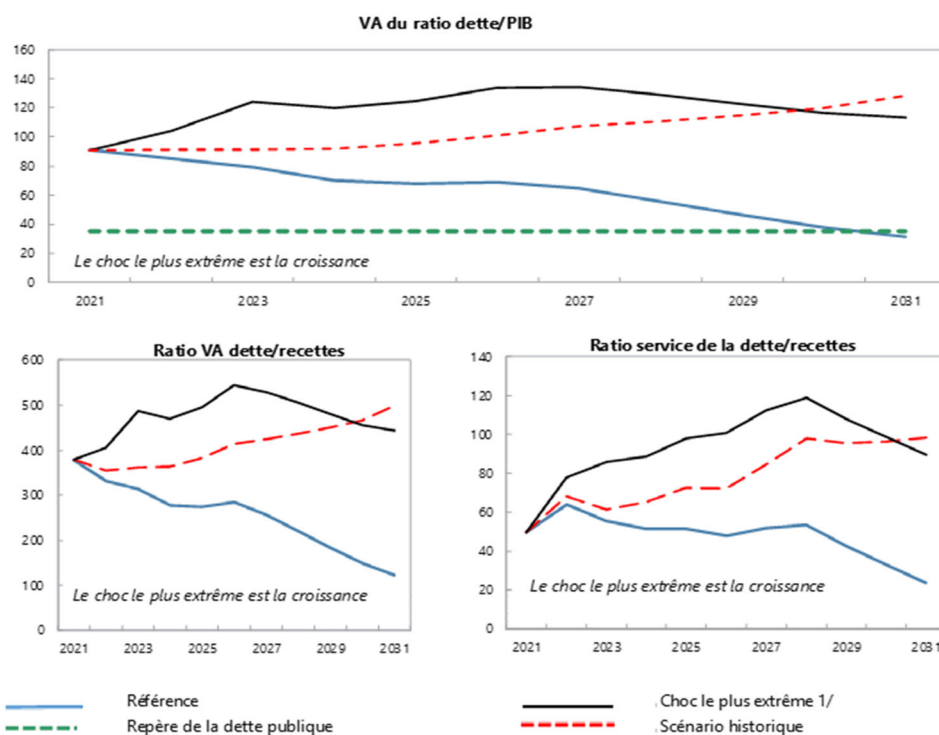 VA du ratio dette/PIB
160
140
120
100
80
60
40
20
0
Le choc le plus extrême est la croissance
2021 2023 2025 2027 2029 2031
Ratio VA dette/recettes
600
500
400
300
200
100
0
Le choc le plus extrême est la croissance
2021 2023 2025 2027 2029 2031
Ratio service de la dette/recettes
140
120
100
80
60
40
20
0
Le choc le plus extrême est la croissance
2021 2023 2025 2027 2029 2031
Référence
Repère de la dette publique
Choc le plus extrême 1/
Scénario historique